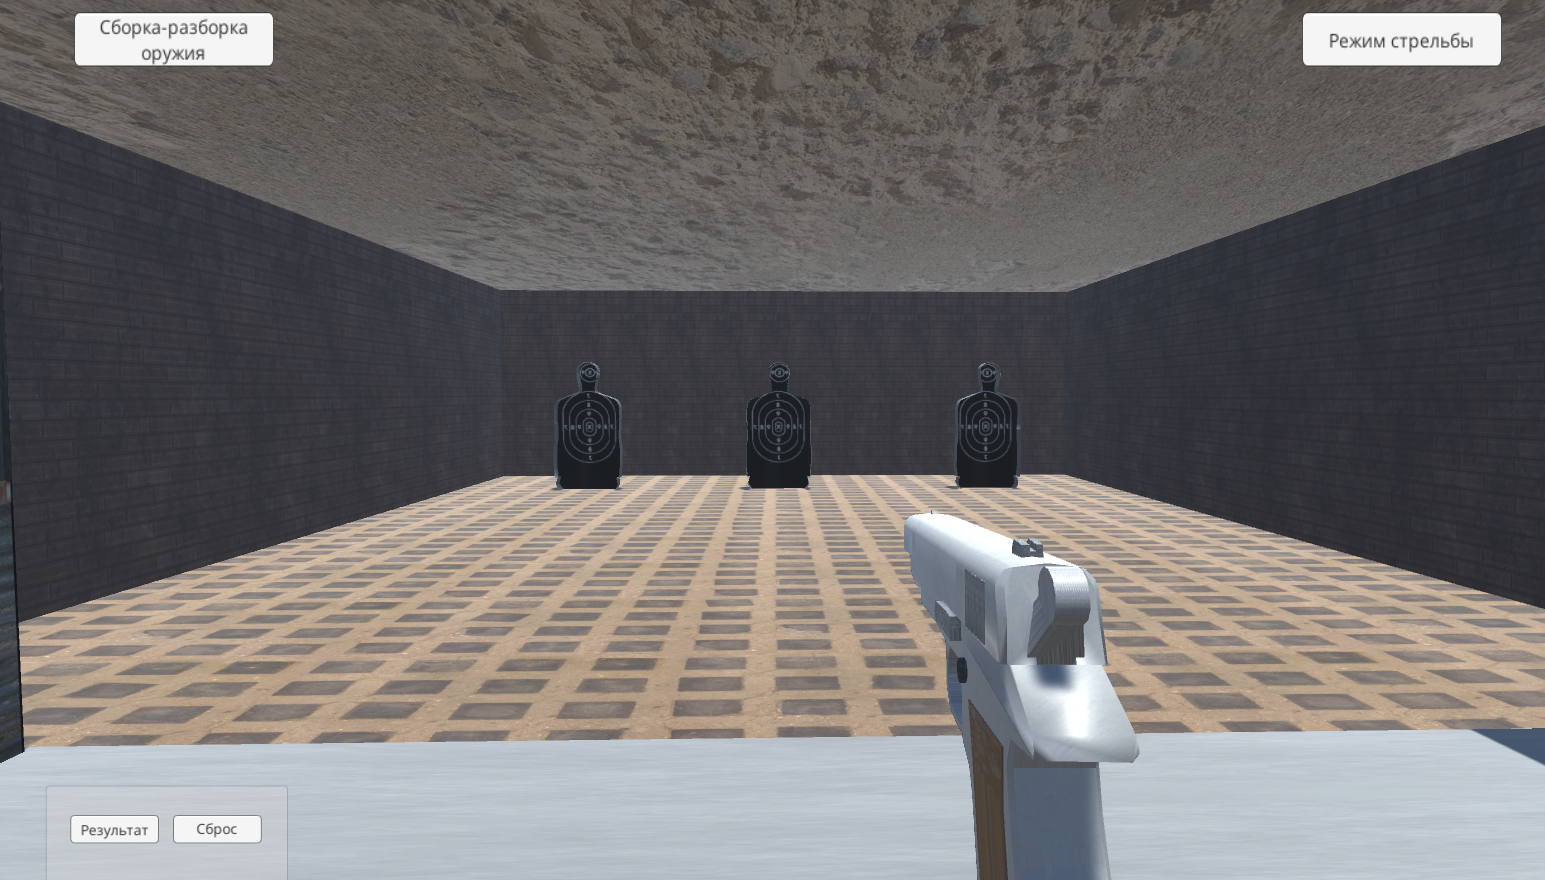 Сборка-разборка
оружия
Режим стрельбы
Результат
Сброс